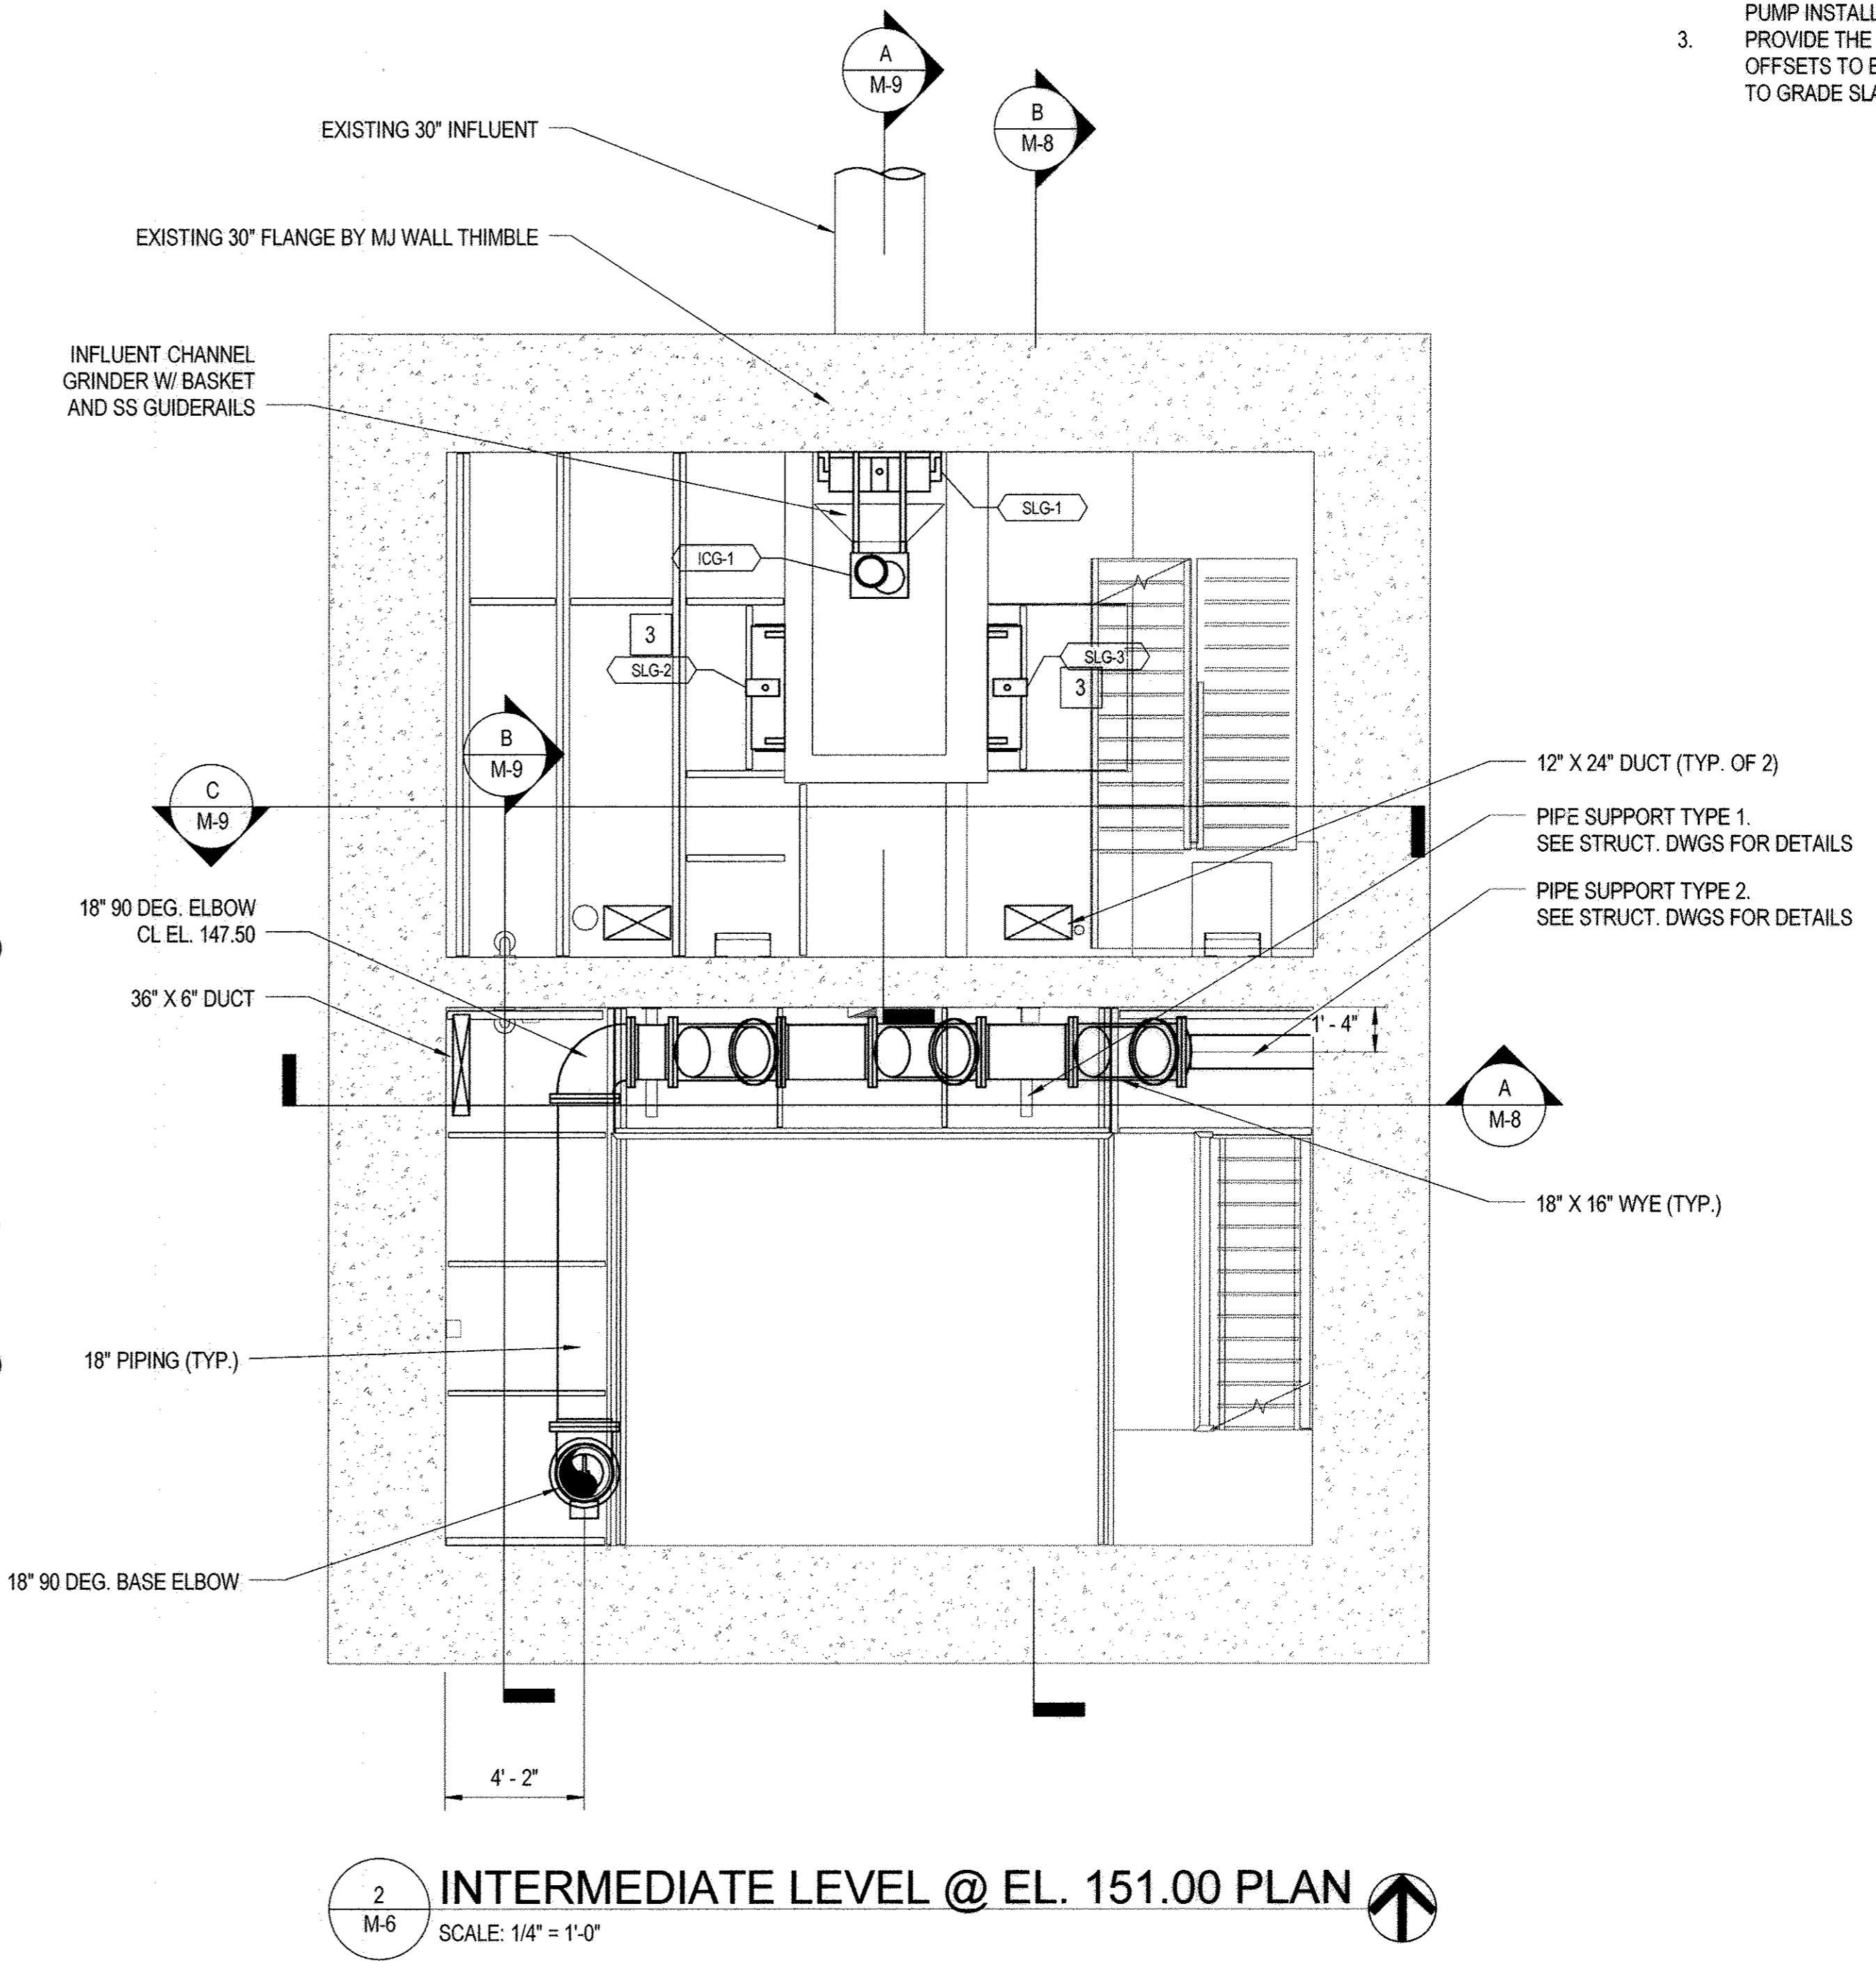 PUMP INSTALL
3. PROVIDE THE
OFFSETS TO
TO GRADE
A
M-9
B
M-8
EXISTING 30" INFLUENT
EXISTING 30" FLANGE BY MJ WALL THIMBLE
INFLUENT CHANNEL
GRINDER W/ BASKET
AND SS GUIDERAILS
SLG-1
ICG-1
3
SLG-2
SLG-3
3
B
M-9
C
M-9
12" X 24" DUCT (TYP. OF 2)
PIPE SUPPORT TYPE 1.
SEE STRUCT. DWGS FOR DETAILS
PIPE SUPPORT TYPE 2.
SEE STRUCT. DWGS FOR DETAILS
18" 90 DEG. ELBOW
CL EL. 147.50
36" X 6" DUCT
1' - 4"
A
M-8
18" X 16" WYE (TYP.)
18" PIPING (TYP.)
18" 90 DEG. BASE ELBOW
4' - 2"
2
M-6
INTERMEDIATE LEVEL @ EL. 151.00 PLAN
SCALE: 1/4" = 1'-0"